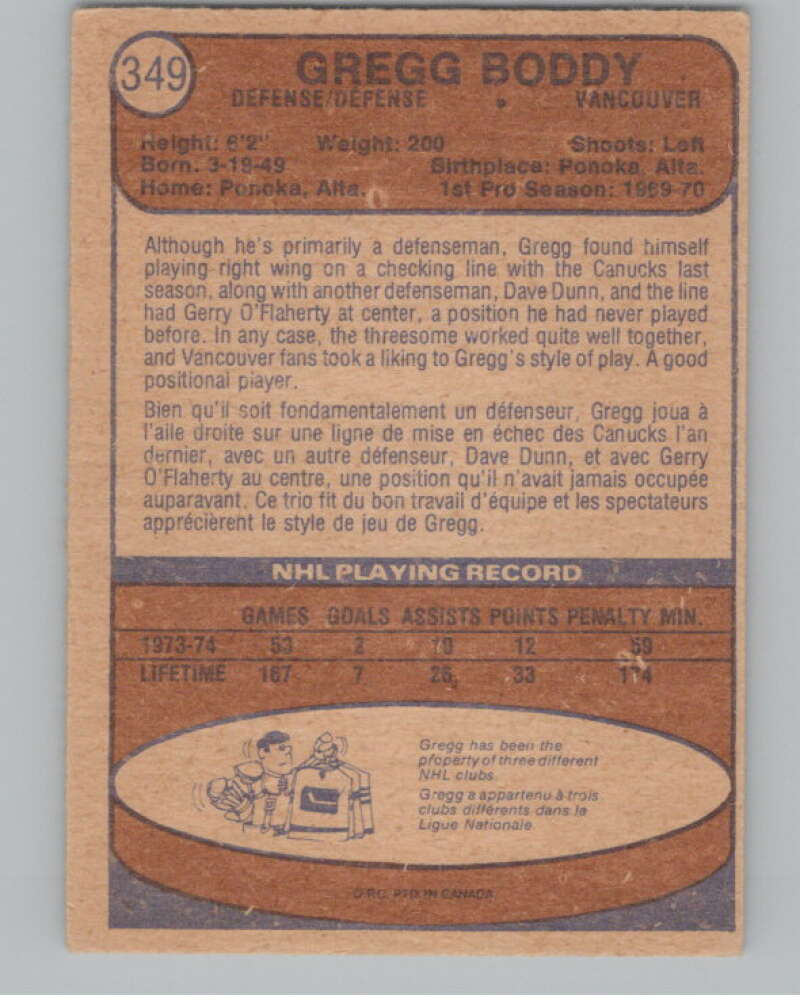 349
GREGG BODDY
DEFENSE/DÉFENSE • VANCOUVER
Height: 6'2" Weight: 200 Shoots: Left
Born: 3-19-49 Birthplace: Ponoka, Alta.
Home: Ponoka, Alta. 1st Pro Season: 1969-70
Although he's primarily a defenseman, Gregg found himself
playing right wing on a checking line with the Canucks last
season, along with another defenseman, Dave Dunn, and the line
had Gerry O'Flaherty at center, a position he had never played
before. In any case, the threesome worked quite well together,
and Vancouver fans took a liking to Gregg's style of play. A good
positional player.
Bien qu'il soit fondamentalement un défenseur, Gregg joua à
l'aile droite sur une ligne de mise en échec des Canucks l'an
dernier, avec un autre défenseur, Dave Dunn, et avec Gerry
O'Flaherty au centre, une position qu'il n'avait jamais occupée
auparavant. Ce trio fit du bon travail d'équipe et les spectateurs
apprécièrent le style de jeu de Gregg.
NHL PLAYING RECORD
GAMES GOALS ASSISTS POINTS PENALTY MIN.
1973-74 53 2 10 12 59
LIFETIME 167 7 26 33 174
Gregg has been the
property of three different
NHL clubs.
Gregg a appartenu à trois
clubs différents dans la
Ligue Nationale.
O.P.C. PTD. IN CANADA